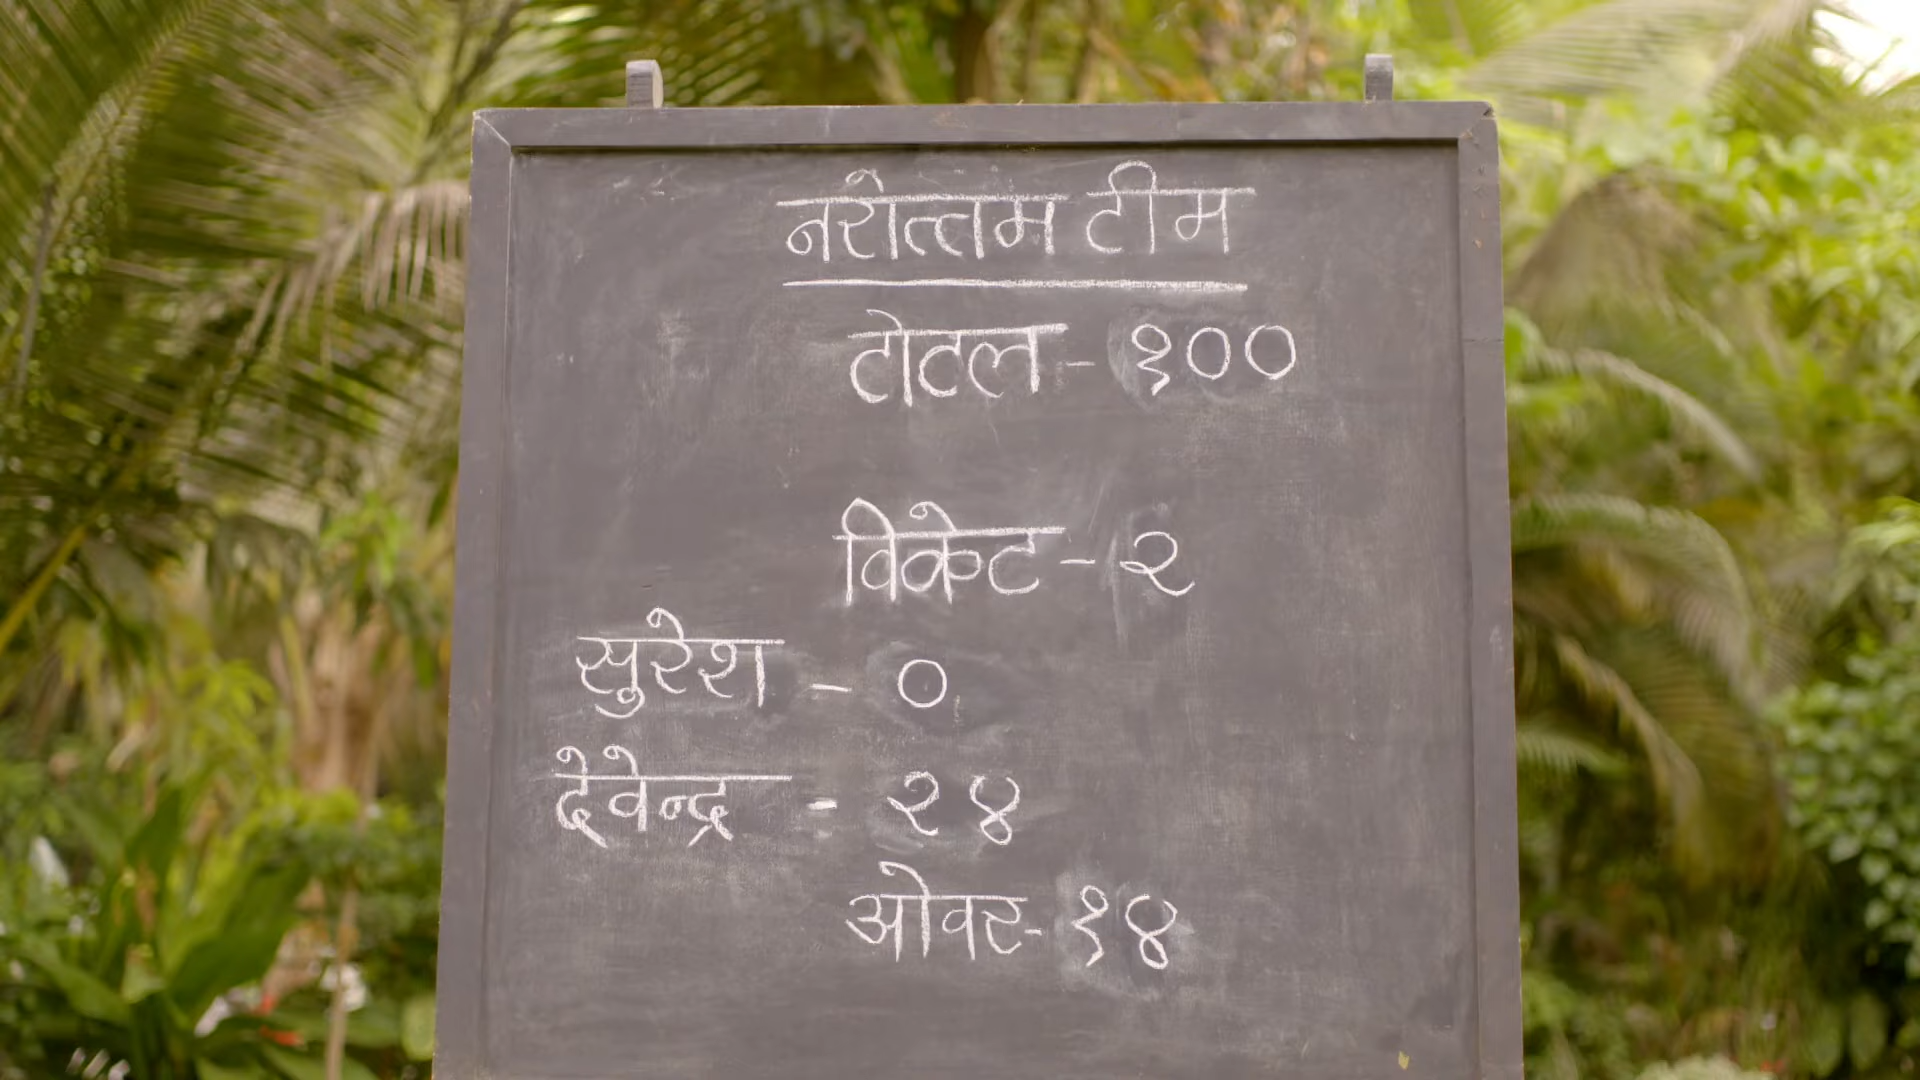 नरोत्तम टीम
टोटल - १००
विकेट - २
सुरेश - ०
देवेन्द्र - २४
ओवर - १४